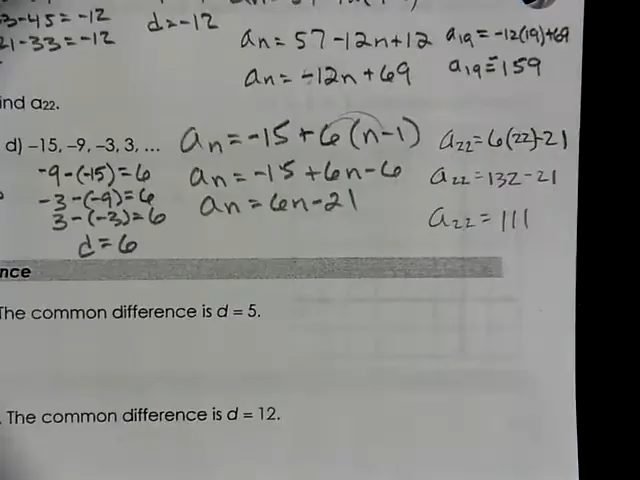 3-45=-12
d=-12
21-33=-12
an = 57-12n+12
a19=-12(19)+69
an = -12n+69
a19=-159
ind a22.
d) –15, –9, –3, 3, ...
an = -15+6(n-1)
a22=6(22)-21
-9-(-15)=6
an = -15+6n-6
a22=132-21
-3-(-9)=6
an = 6n-21
3-(-3)=6
a22=111
d=6
nce
The common difference is d = 5.
. The common difference is d = 12.